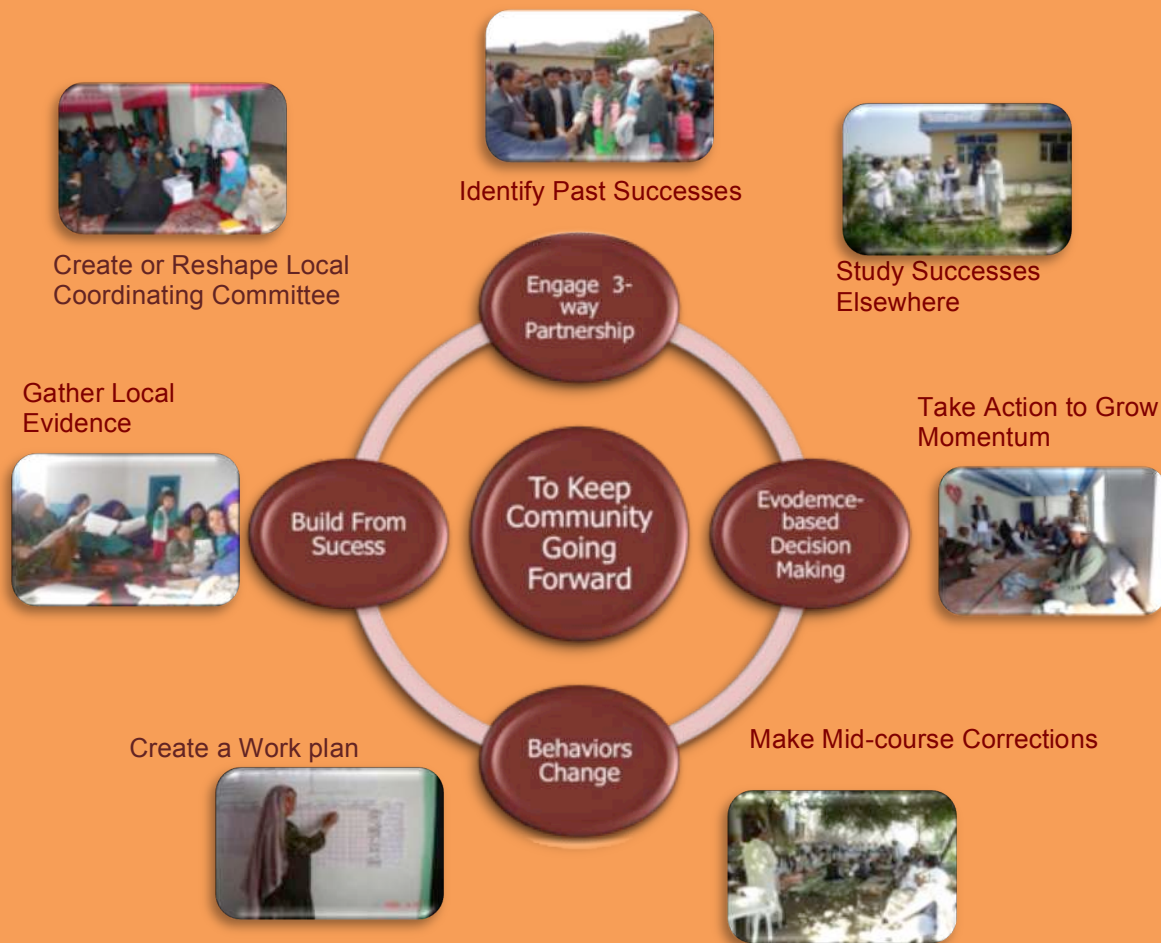 Identify Past Successes
Create or Reshape Local
Coordinating Committee
Study Successes
Elsewhere
Engage 3-
way
Partnership
Gather Local
Evidence
Take Action to Grow
Momentum
To Keep
Community
Going
Forward
Build From
Sucess
Evodemce-
based
Decision
Making
Create a Work plan
Behaviors
Change
Make Mid-course Corrections